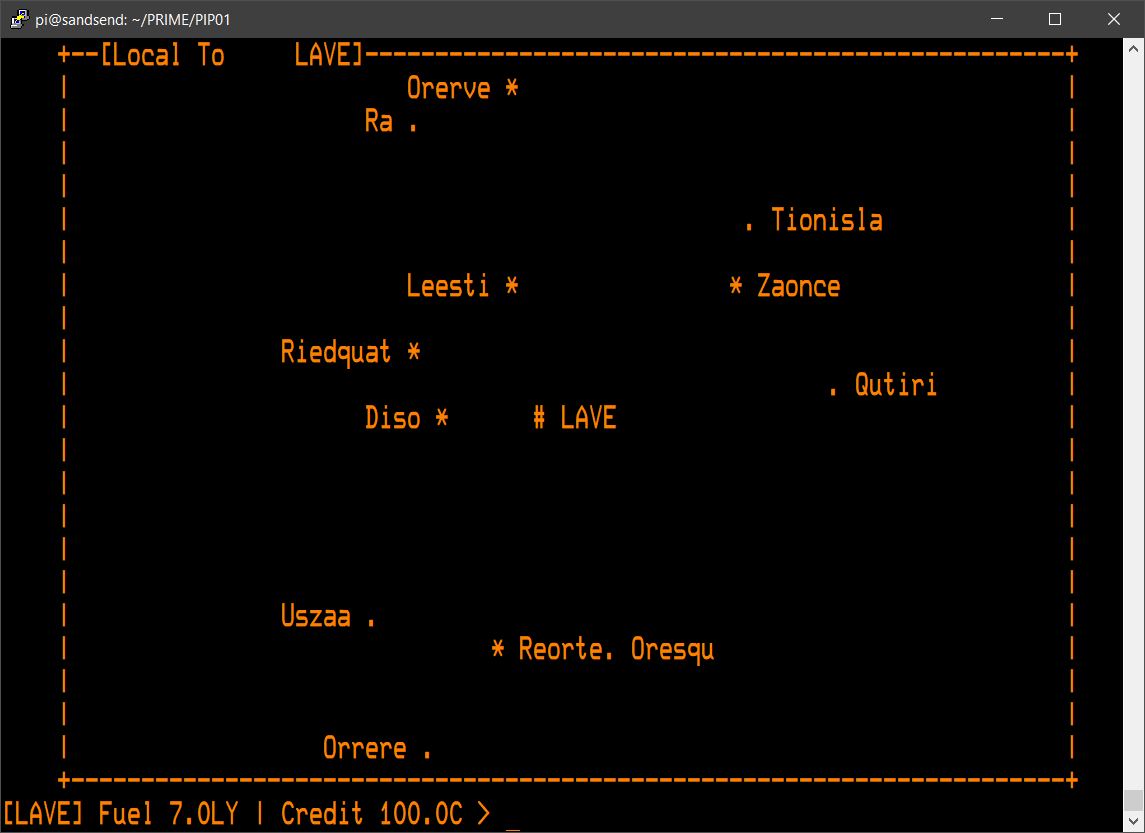 pi@sandsend: ~/PRIME/PIP01
+--[Local To     LAVE]--------------------------------------------------+
Orerve *
Ra .
. Tionisla
Leesti *               * Zaonce
Riedquat *
. Qutiri
Diso *      # LAVE
Uszaa .
* Reorte. Oresqu
Orrere .
+-----------------------------------------------------------------------+
[LAVE] Fuel 7.0LY | Credit 100.0C > _